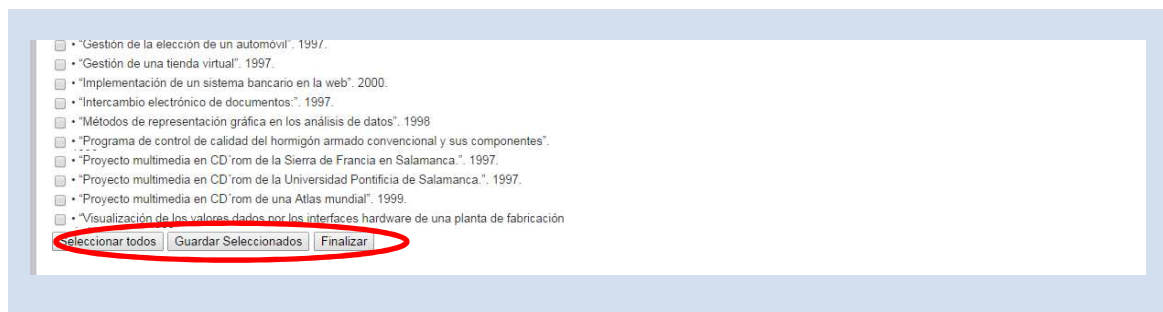 • “Gestión de la elección de un automóvil”. 1997.
• “Gestión de una tienda virtual”. 1997.
• “Implementación de un sistema bancario en la web”. 2000.
• “Intercambio electrónico de documentos:”. 1997.
• “Métodos de representación gráfica en los análisis de datos”. 1998
• “Programa de control de calidad del hormigón armado convencional y sus componentes”.
• “Proyecto multimedia en CD´rom de la Sierra de Francia en Salamanca.”. 1997.
• “Proyecto multimedia en CD´rom de la Universidad Pontificia de Salamanca.”. 1997.
• “Proyecto multimedia en CD´rom de una Atlas mundial”. 1999.
• “Visualización de los valores dados por los interfaces hardware de una planta de fabricación
Seleccionar todos Guardar Seleccionados Finalizar